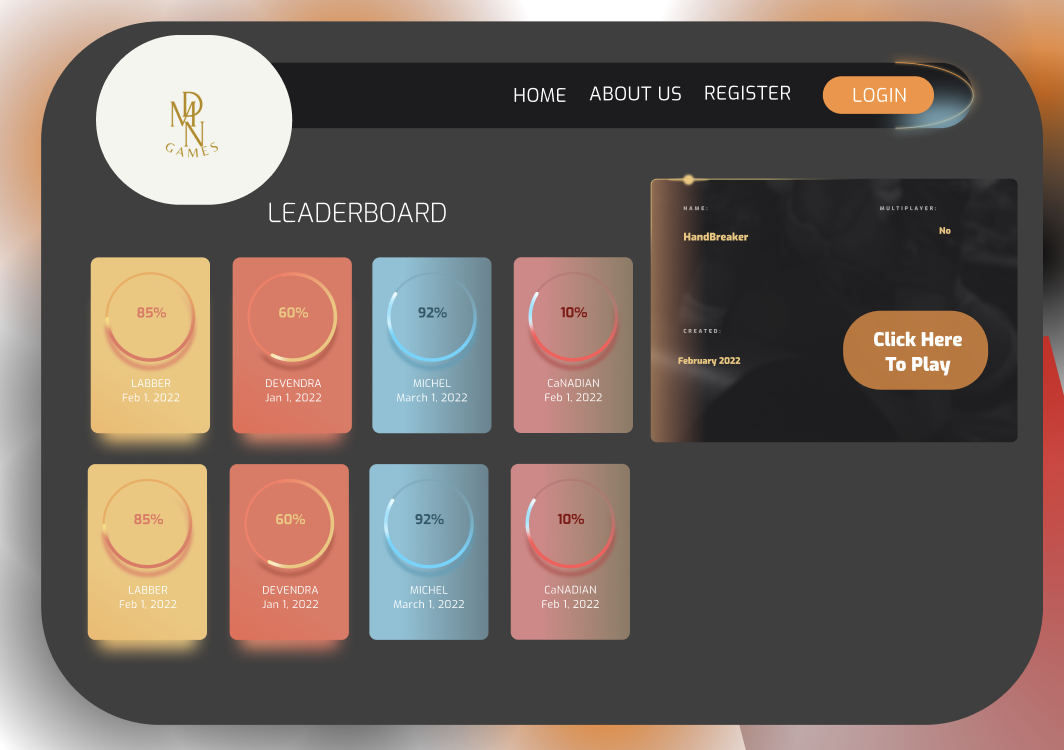 MDN
GAMES
HOME
ABOUT US
REGISTER
LOGIN
LEADERBOARD
85%
60%
92%
10%
LABBER
DEVENDRA
MICHEL
CaNADIAN
Feb 1, 2022
Jan 1, 2022
March 1, 2022
Feb 1, 2022
85%
60%
92%
10%
LABBER
DEVENDRA
MICHEL
CaNADIAN
Feb 1, 2022
Jan 1, 2022
March 1, 2022
Feb 1, 2022
NAME:
MULTIPLAYER:
HandBreaker
No
CREATED:
February 2022
Click Here
To Play